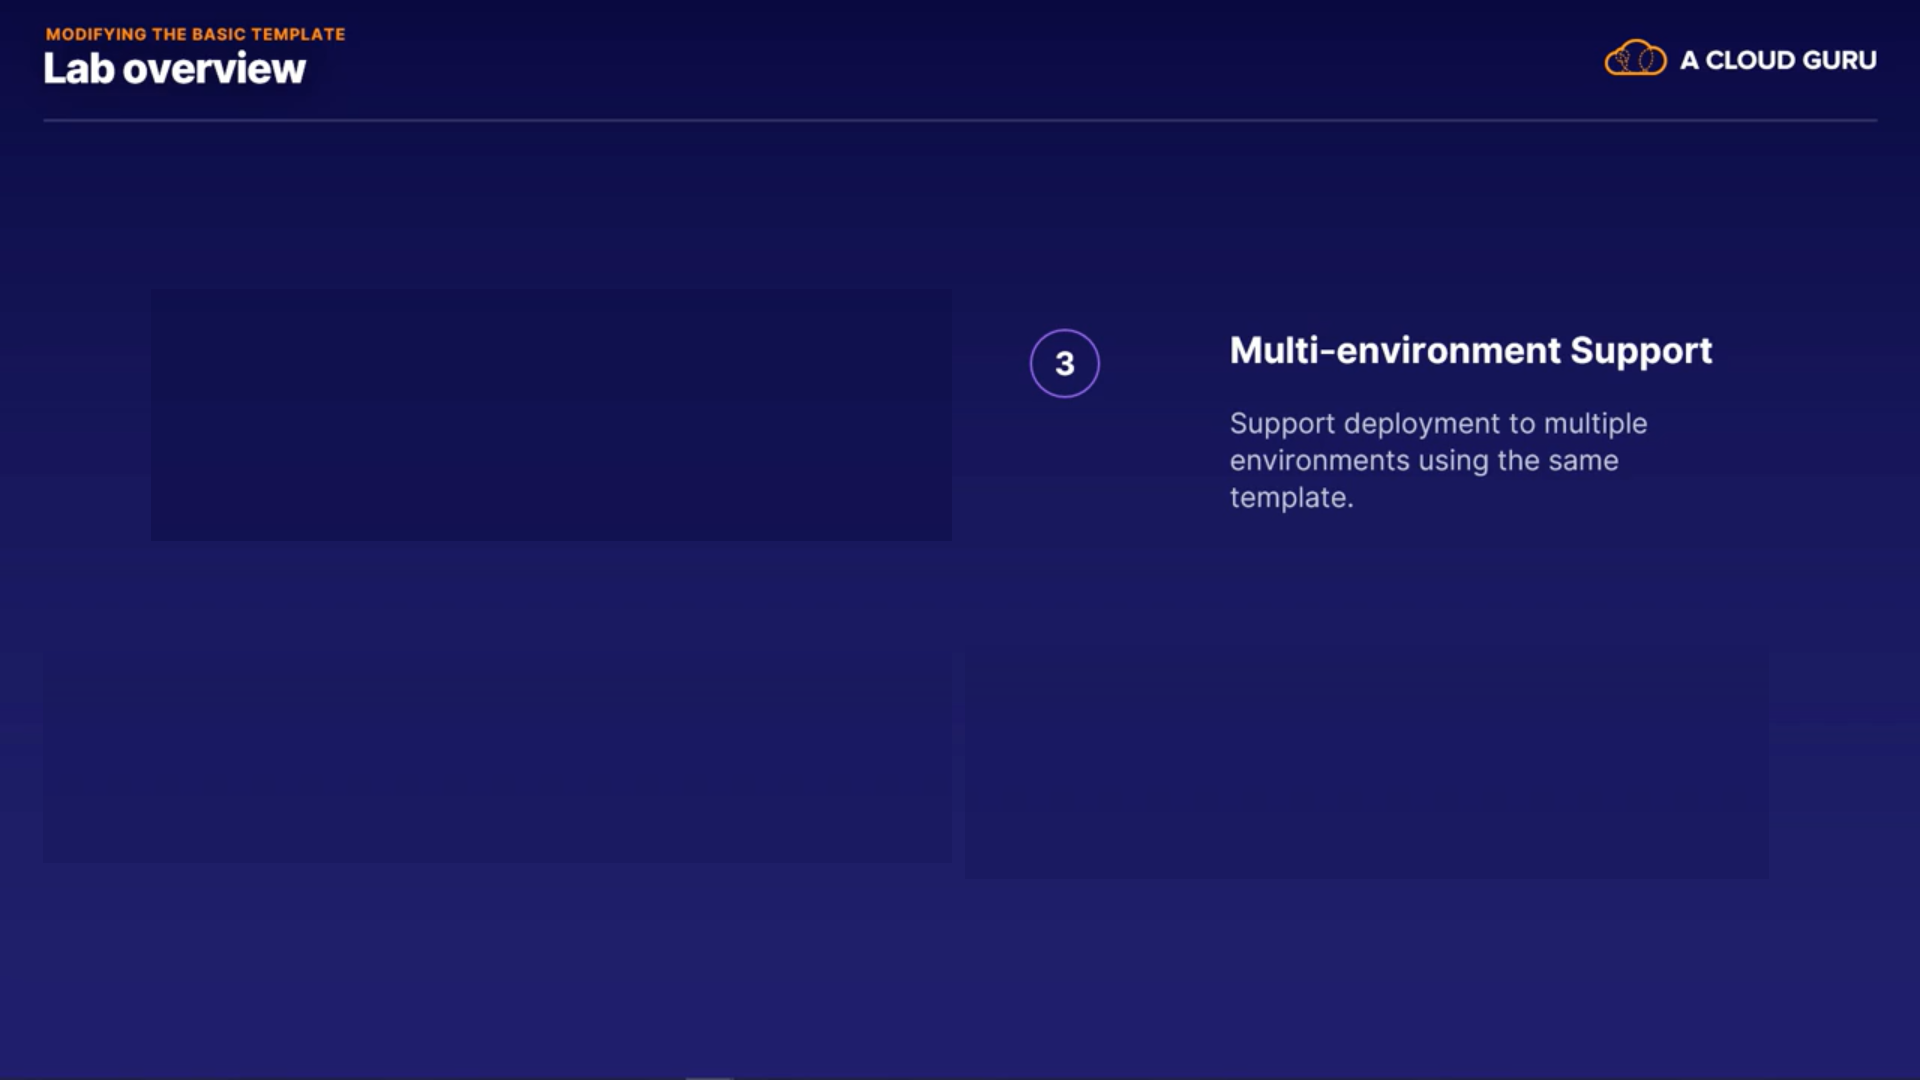 MODIFYING THE BASIC TEMPLATE
Lab overview
A CLOUD GURU
3
Multi-environment Support
Support deployment to multiple
environments using the same
template.